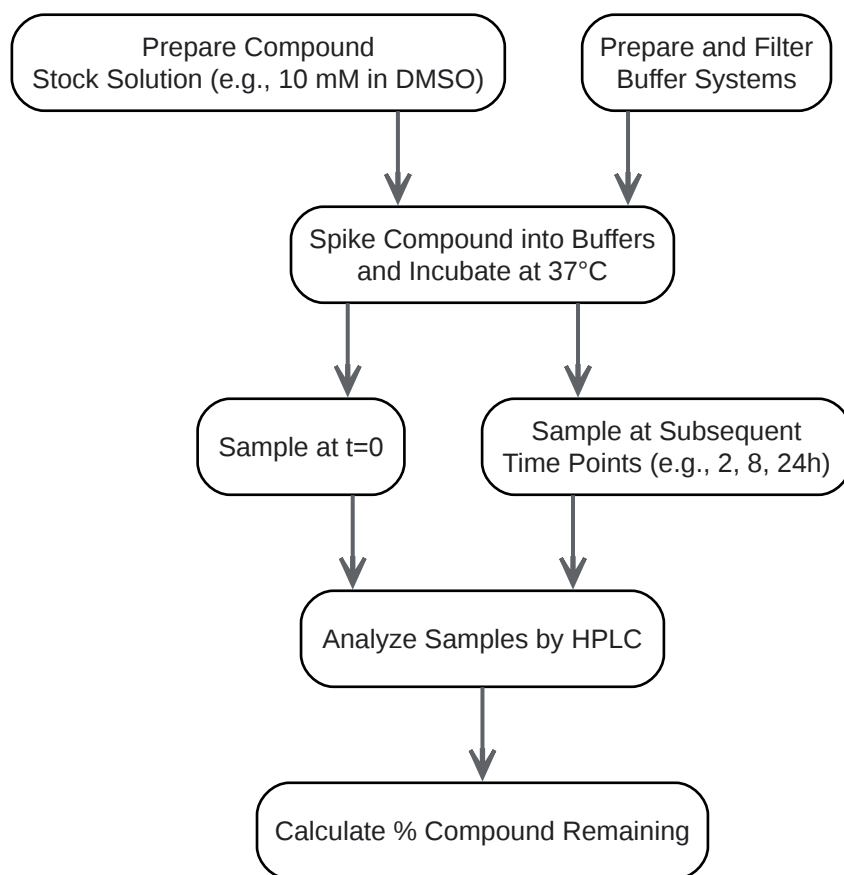 Prepare Compound
Stock Solution (e.g., 10 mM in DMSO)
Prepare and Filter
Buffer Systems
Spike Compound into Buffers
and Incubate at 37°C
Sample at t=0
Sample at Subsequent
Time Points (e.g., 2, 8, 24h)
Analyze Samples by HPLC
Calculate % Compound Remaining